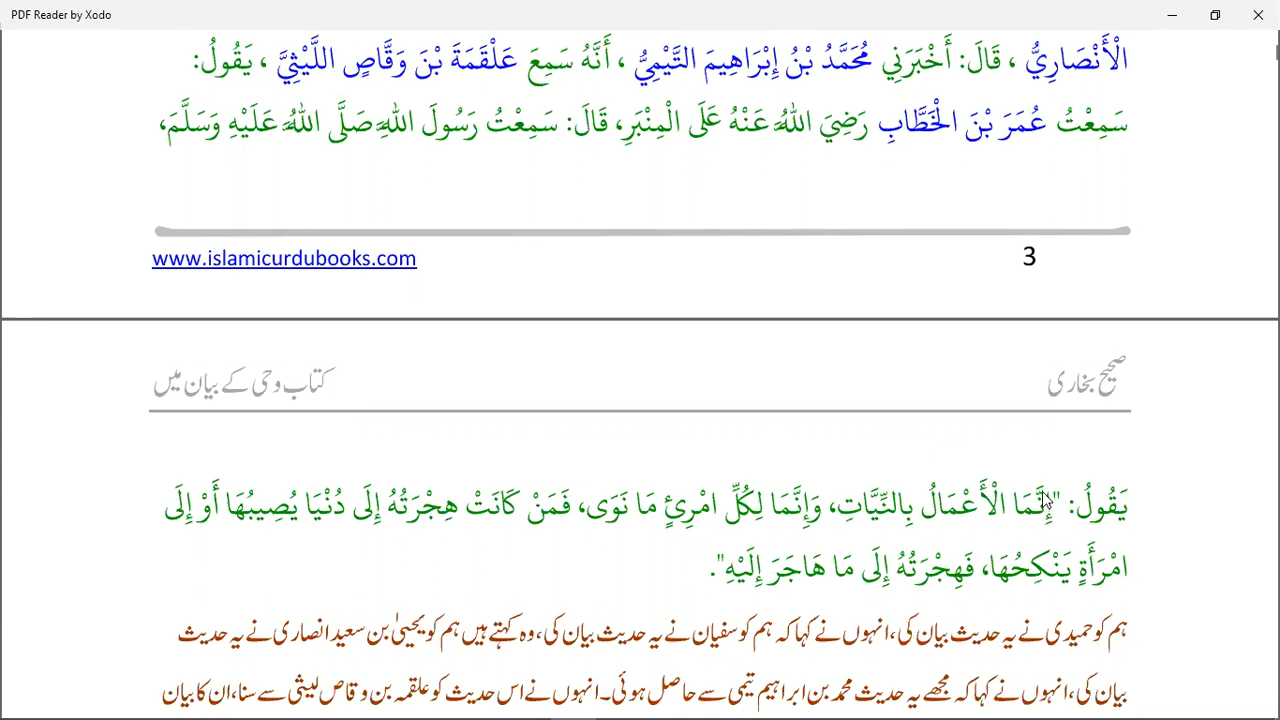 PDF Reader by Xodo
الْأَنْصَارِيُّ ، قَالَ: أَخْبَرَنِي مُحَمَّدُ بْنُ إِبْرَاهِيمَ التَّيْمِيُّ ، أَنَّهُ سَمِعَ عَلْقَمَةَ بْنَ وَقَّاصٍ اللَّيْثِيَّ ، يَقُولُ:
سَمِعْتُ عُمَرَ بْنَ الْخَطَّابِ رَضِيَ اللَّهُ عَنْهُ عَلَى الْمِنْبَرِ، قَالَ: سَمِعْتُ رَسُولَ اللَّهِ صَلَّى اللَّهُ عَلَيْهِ وَسَلَّمَ،
www.islamicurdubooks.com 3
صحیح بخاری کتاب وحی کے بیان میں
يَقُولُ: "إِنَّمَا الْأَعْمَالُ بِالنِّيَّاتِ، وَإِنَّمَا لِكُلِّ امْرِئٍ مَا نَوَى، فَمَنْ كَانَتْ هِجْرَتُهُ إِلَى دُنْيَا يُصِيبُهَا أَوْ إِلَى
امْرَأَةٍ يَنْكِحُهَا، فَهِجْرَتُهُ إِلَى مَا هَاجَرَ إِلَيْهِ".
ہم کو حمیدی نے یہ حدیث بیان کی، انہوں نے کہا کہ ہم کو سفیان نے یہ حدیث بیان کی، وہ کہتے ہیں ہم کو یحییٰ بن سعید انصاری نے یہ حدیث
بیان کی، انہوں نے کہا کہ مجھے یہ حدیث محمد بن ابراہیم تیمی سے حاصل ہوئی۔ انہوں نے اس حدیث کو علقمہ بن وقاص لیثی سے سنا، ان کا بیان